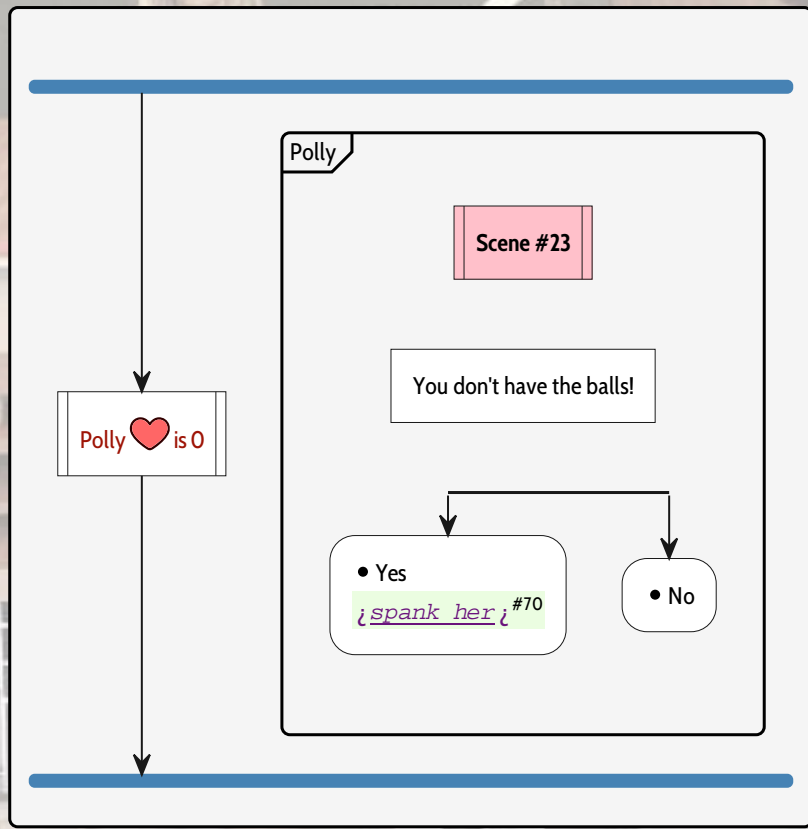 Polly
Scene #23
You don't have the balls!
Polly is 0
• Yes
¿spank her¿#70
• No